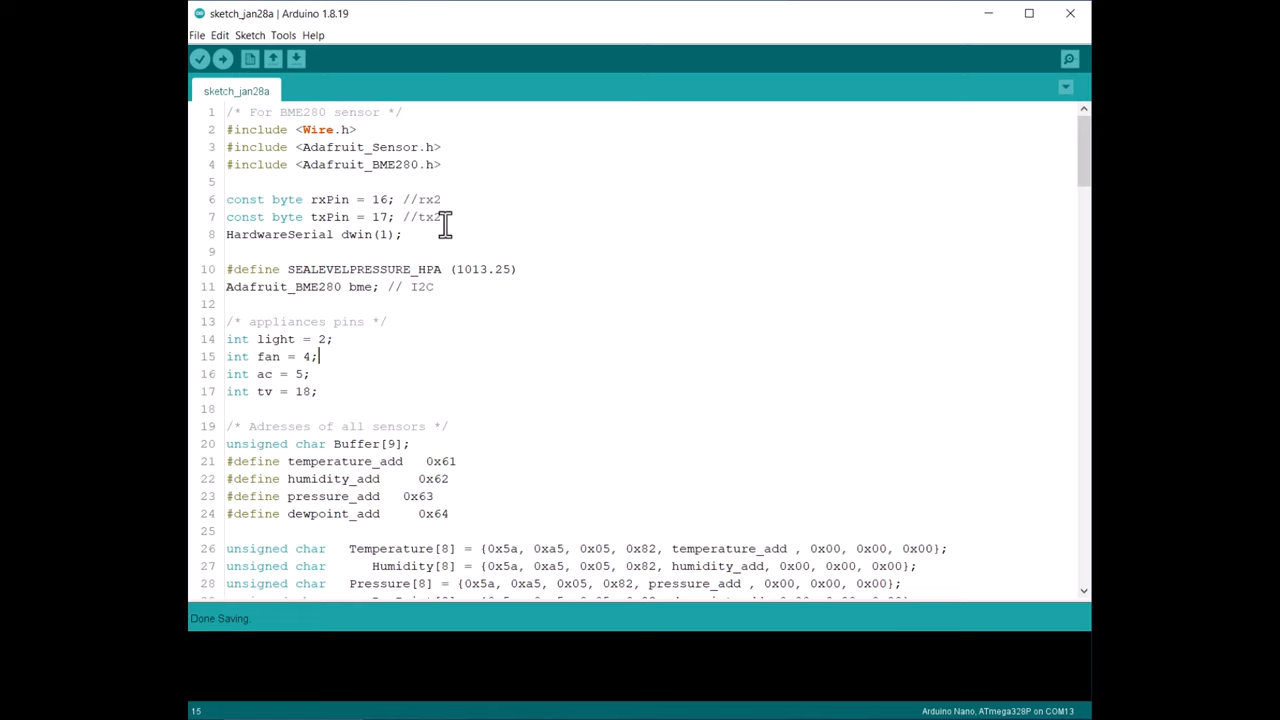 sketch_jan28a | Arduino 1.8.19
File Edit Sketch Tools Help
sketch_jan28a
1 /* For BME280 sensor */
2 #include <Wire.h>
3 #include <Adafruit_Sensor.h>
4 #include <Adafruit_BME280.h>
5
6 const byte rxPin = 16; //rx2
7 const byte txPin = 17; //tx2
8 HardwareSerial dwin(1);
9
10 #define SEALEVELPRESSURE_HPA (1013.25)
11 Adafruit_BME280 bme; // I2C
12
13 /* appliances pins */
14 int light = 2;
15 int fan = 4;
16 int ac = 5;
17 int tv = 18;
18
19 /* Adresses of all sensors */
20 unsigned char Buffer[9];
21 #define temperature_add   0x61
22 #define humidity_add     0x62
23 #define pressure_add   0x63
24 #define dewpoint_add     0x64
25
26 unsigned char   Temperature[8] = {0x5a, 0xa5, 0x05, 0x82, temperature_add , 0x00, 0x00, 0x00};
27 unsigned char      Humidity[8] = {0x5a, 0xa5, 0x05, 0x82, humidity_add, 0x00, 0x00, 0x00};
28 unsigned char   Pressure[8] = {0x5a, 0xa5, 0x05, 0x82, pressure_add , 0x00, 0x00, 0x00};
Done Saving.
15 Arduino Nano, ATmega328P on COM13